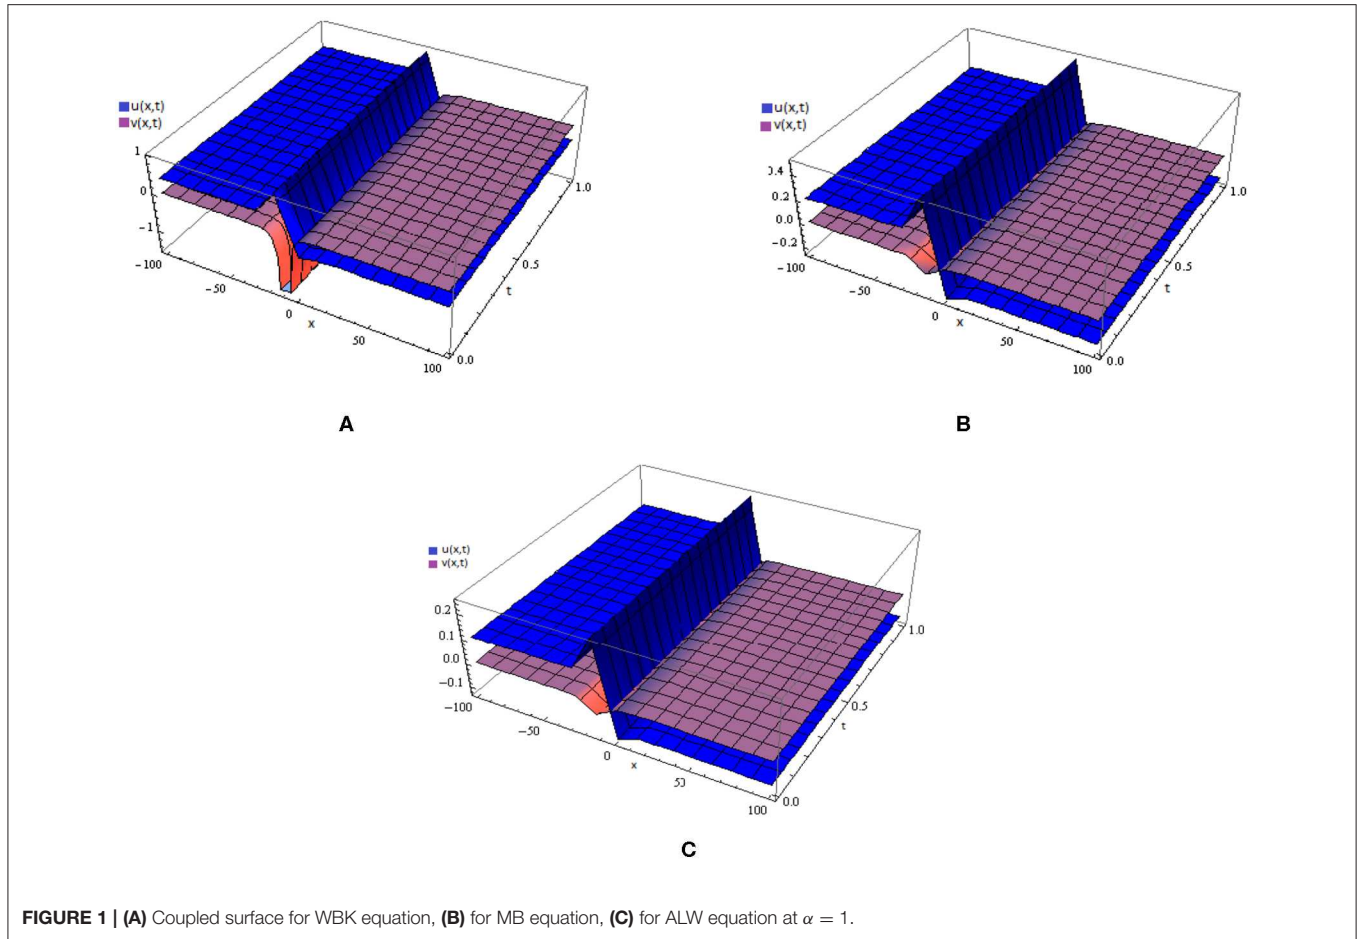 u(x,t)
v(x,t)
1
0
−1
−100
−50
0
x
50
100
0.0
0.5
t
1.0
A
u(x,t)
v(x,t)
0.4
0.2
0.0
−0.2
−100
−50
0
x
50
100
0.0
0.5
t
1.0
B
u(x,t)
v(x,t)
0.2
0.1
0.0
−0.1
−100
−50
0
x
50
100
0.0
0.5
t
1.0
C
FIGURE 1 | (A) Coupled surface for WBK equation, (B) for MB equation, (C) for ALW equation at α = 1.